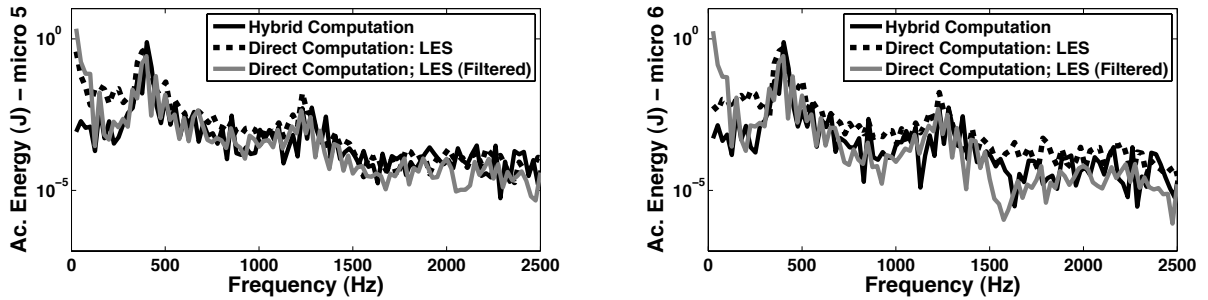 Ac. Energy (J) – micro 5
10^0
10^-5
Hybrid Computation
Direct Computation: LES
Direct Computation; LES (Filtered)
0 500 1000 1500 2000 2500
Frequency (Hz)
Ac. Energy (J) – micro 6
10^0
10^-5
Hybrid Computation
Direct Computation: LES
Direct Computation; LES (Filtered)
0 500 1000 1500 2000 2500
Frequency (Hz)